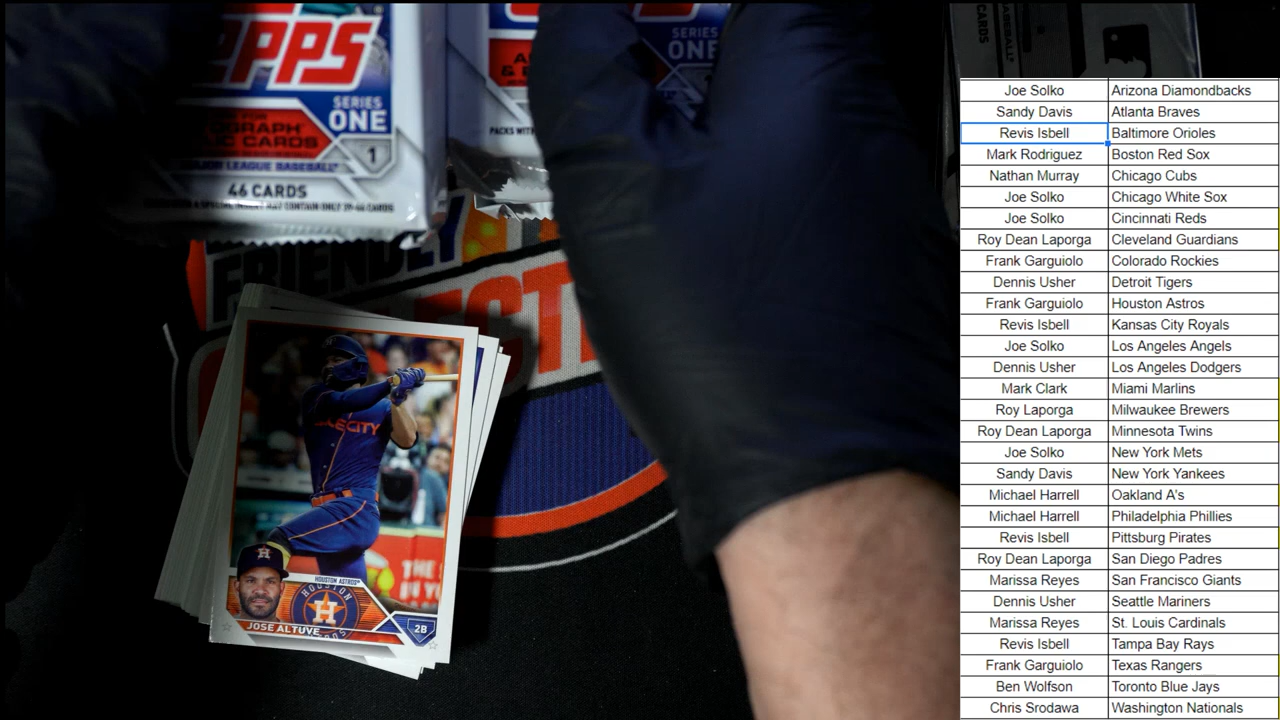 TOPPS
SERIES
ONE
1
MAJOR LEAGUE BASEBALL
46 CARDS
SERIES
ONE
PACKS WITH
CARDS
BASEBALL
FRIENDLY
HOUSTON ASTROS
H
JOSE ALTUVE
2B
Joe Solko Arizona Diamondbacks
Sandy Davis Atlanta Braves
Revis Isbell Baltimore Orioles
Mark Rodriguez Boston Red Sox
Nathan Murray Chicago Cubs
Joe Solko Chicago White Sox
Joe Solko Cincinnati Reds
Roy Dean Laporga Cleveland Guardians
Frank Garguiolo Colorado Rockies
Dennis Usher Detroit Tigers
Frank Garguiolo Houston Astros
Revis Isbell Kansas City Royals
Joe Solko Los Angeles Angels
Dennis Usher Los Angeles Dodgers
Mark Clark Miami Marlins
Roy Laporga Milwaukee Brewers
Roy Dean Laporga Minnesota Twins
Joe Solko New York Mets
Sandy Davis New York Yankees
Michael Harrell Oakland A's
Michael Harrell Philadelphia Phillies
Revis Isbell Pittsburg Pirates
Roy Dean Laporga San Diego Padres
Marissa Reyes San Francisco Giants
Dennis Usher Seattle Mariners
Marissa Reyes St. Louis Cardinals
Revis Isbell Tampa Bay Rays
Frank Garguiolo Texas Rangers
Ben Wolfson Toronto Blue Jays
Chris Srodawa Washington Nationals